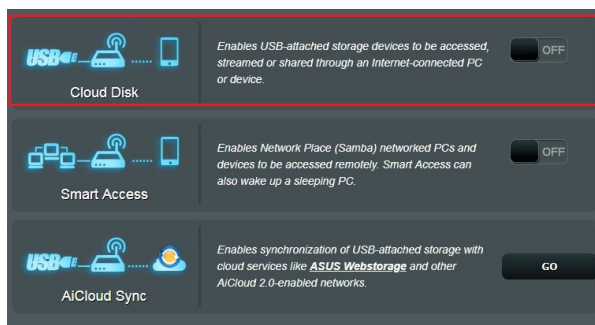 USB
Cloud Disk
Enables USB-attached storage devices to be accessed,
streamed or shared through an Internet-connected PC
or device.
OFF
Smart Access
Enables Network Place (Samba) networked PCs and
devices to be accessed remotely. Smart Access can
also wake up a sleeping PC.
OFF
USB
AiCloud Sync
Enables synchronization of USB-attached storage with
cloud services like ASUS Webstorage and other
AiCloud 2.0-enabled networks.
GO